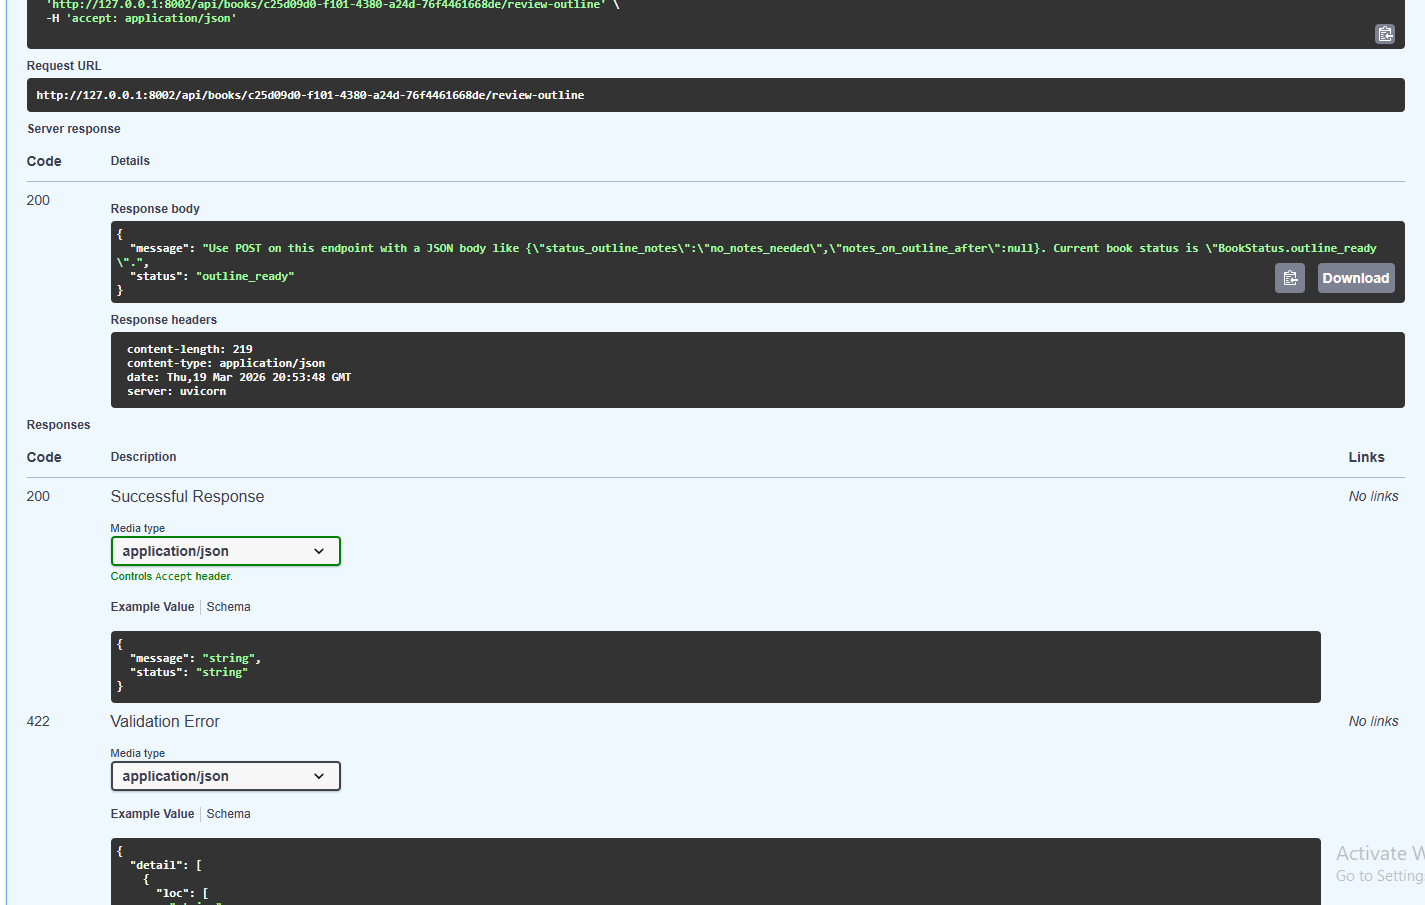 'http://127.0.0.1:8002/api/books/c25d09d0-f101-4380-a24d-76f4461668de/review-outline' \
-H 'accept: application/json'
Request URL
http://127.0.0.1:8002/api/books/c25d09d0-f101-4380-a24d-76f4461668de/review-outline
Server response
Code Details
200
Response body
{
"message": "Use POST on this endpoint with a JSON body like {\"status_outline_notes\":\"no_notes_needed\",\"notes_on_outline_after\":null}. Current book status is \"BookStatus.outline_ready
\".",
"status": "outline_ready"
}
Download
Response headers
content-length: 219
content-type: application/json
date: Thu,19 Mar 2026 20:53:48 GMT
server: uvicorn
Responses
Code Description Links
200 Successful Response No links
Media type
application/json
Controls Accept header.
Example Value Schema
{
"message": "string",
"status": "string"
}
422 Validation Error No links
Media type
application/json
Example Value Schema
{
"detail": [
{
"loc": [
Activate W
Go to Setting